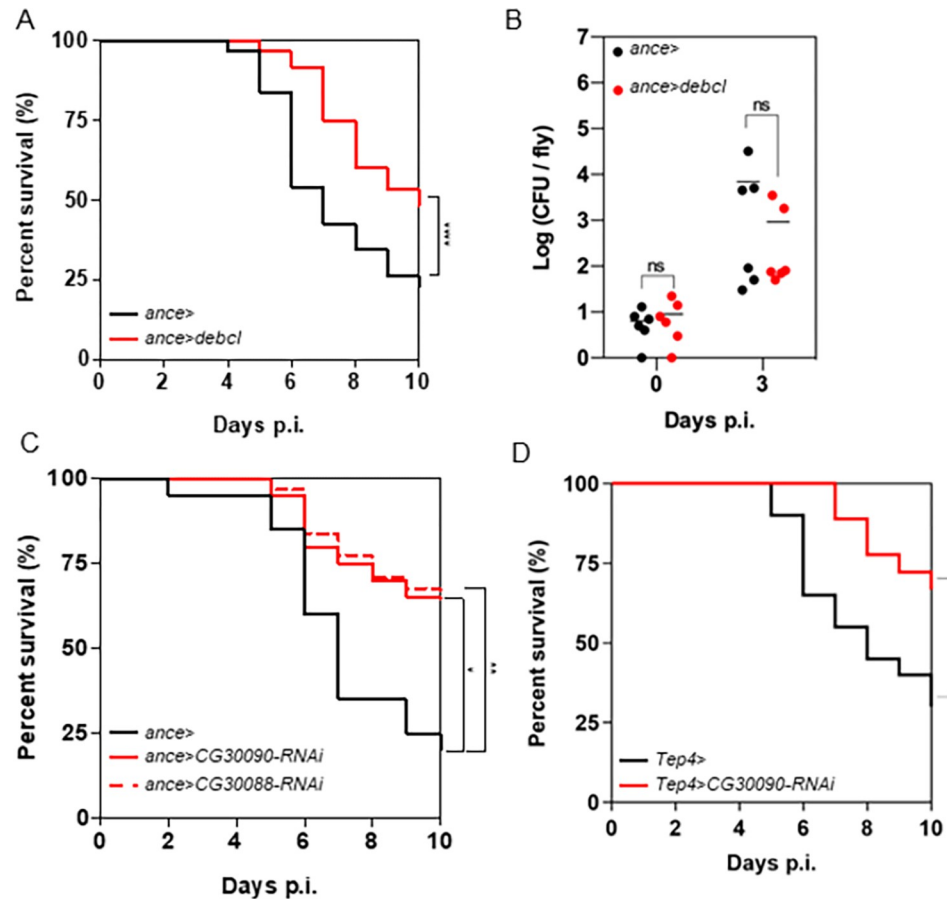 A
Percent survival (%)
100
75
50
25
0
****
ance>
ance>debcl
0 2 4 6 8 10
Days p.i.
B
Log (CFU / fly)
7
6
5
4
3
2
1
0
ance>
ance>debcl
ns
ns
0 3
Days p.i.
C
Percent survival (%)
100
75
50
25
0
*
**
ance>
ance>CG30090-RNAi
ance>CG30088-RNAi
0 2 4 6 8 10
Days p.i.
D
Percent survival (%)
100
75
50
25
0
Tep4>
Tep4>CG30090-RNAi
0 2 4 6 8 10
Days p.i.